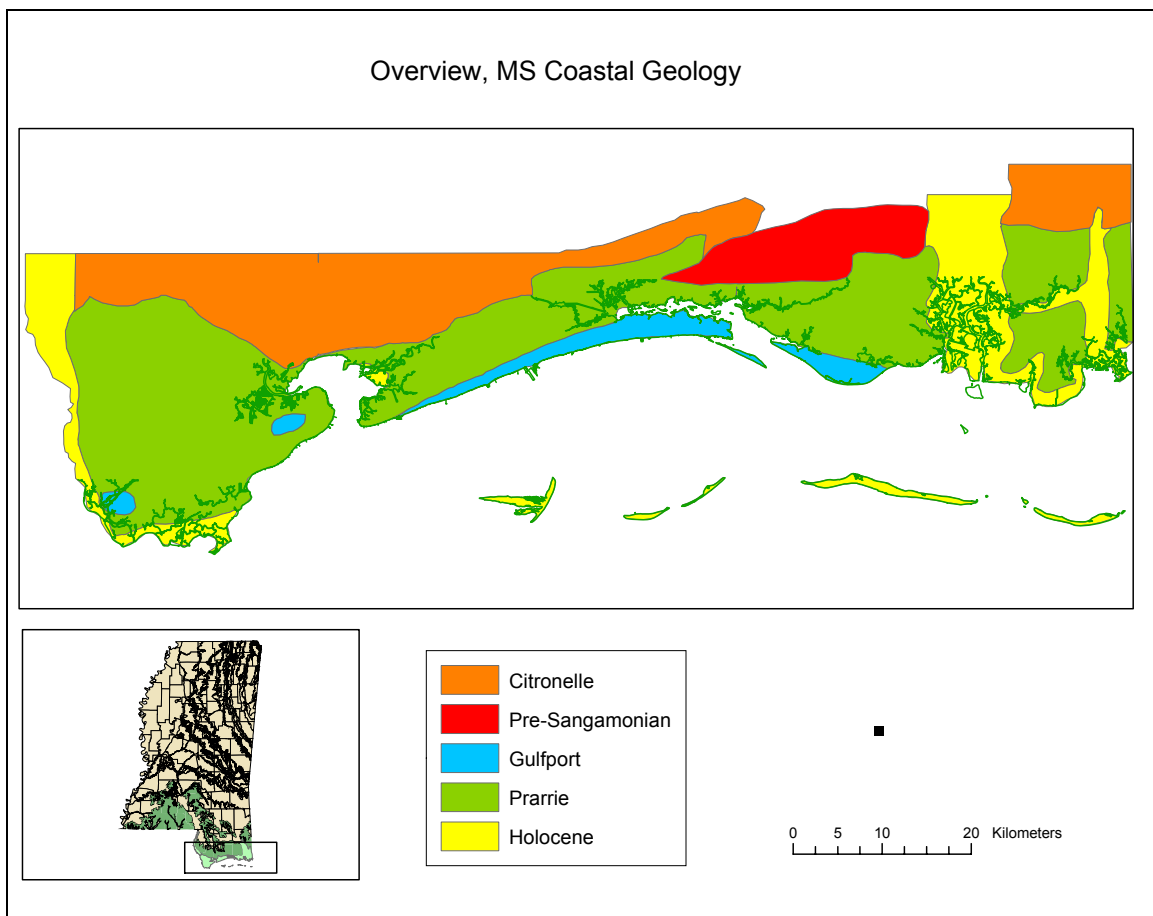 Overview, MS Coastal Geology
Citronelle
Pre-Sangamonian
Gulfport
Prarrie
Holocene
0 5 10 20 Kilometers